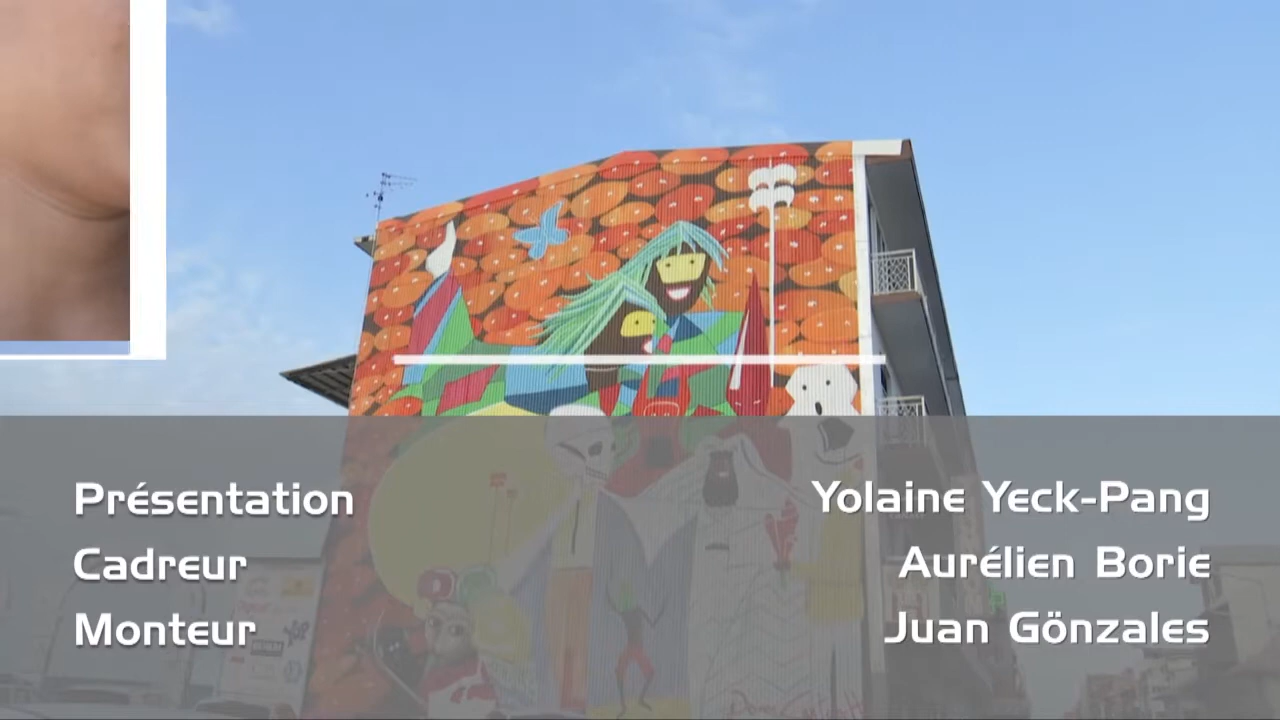 Présentation Yolaine Yeck-Pang
Cadreur Aurélien Borie
Monteur Juan Gönzales